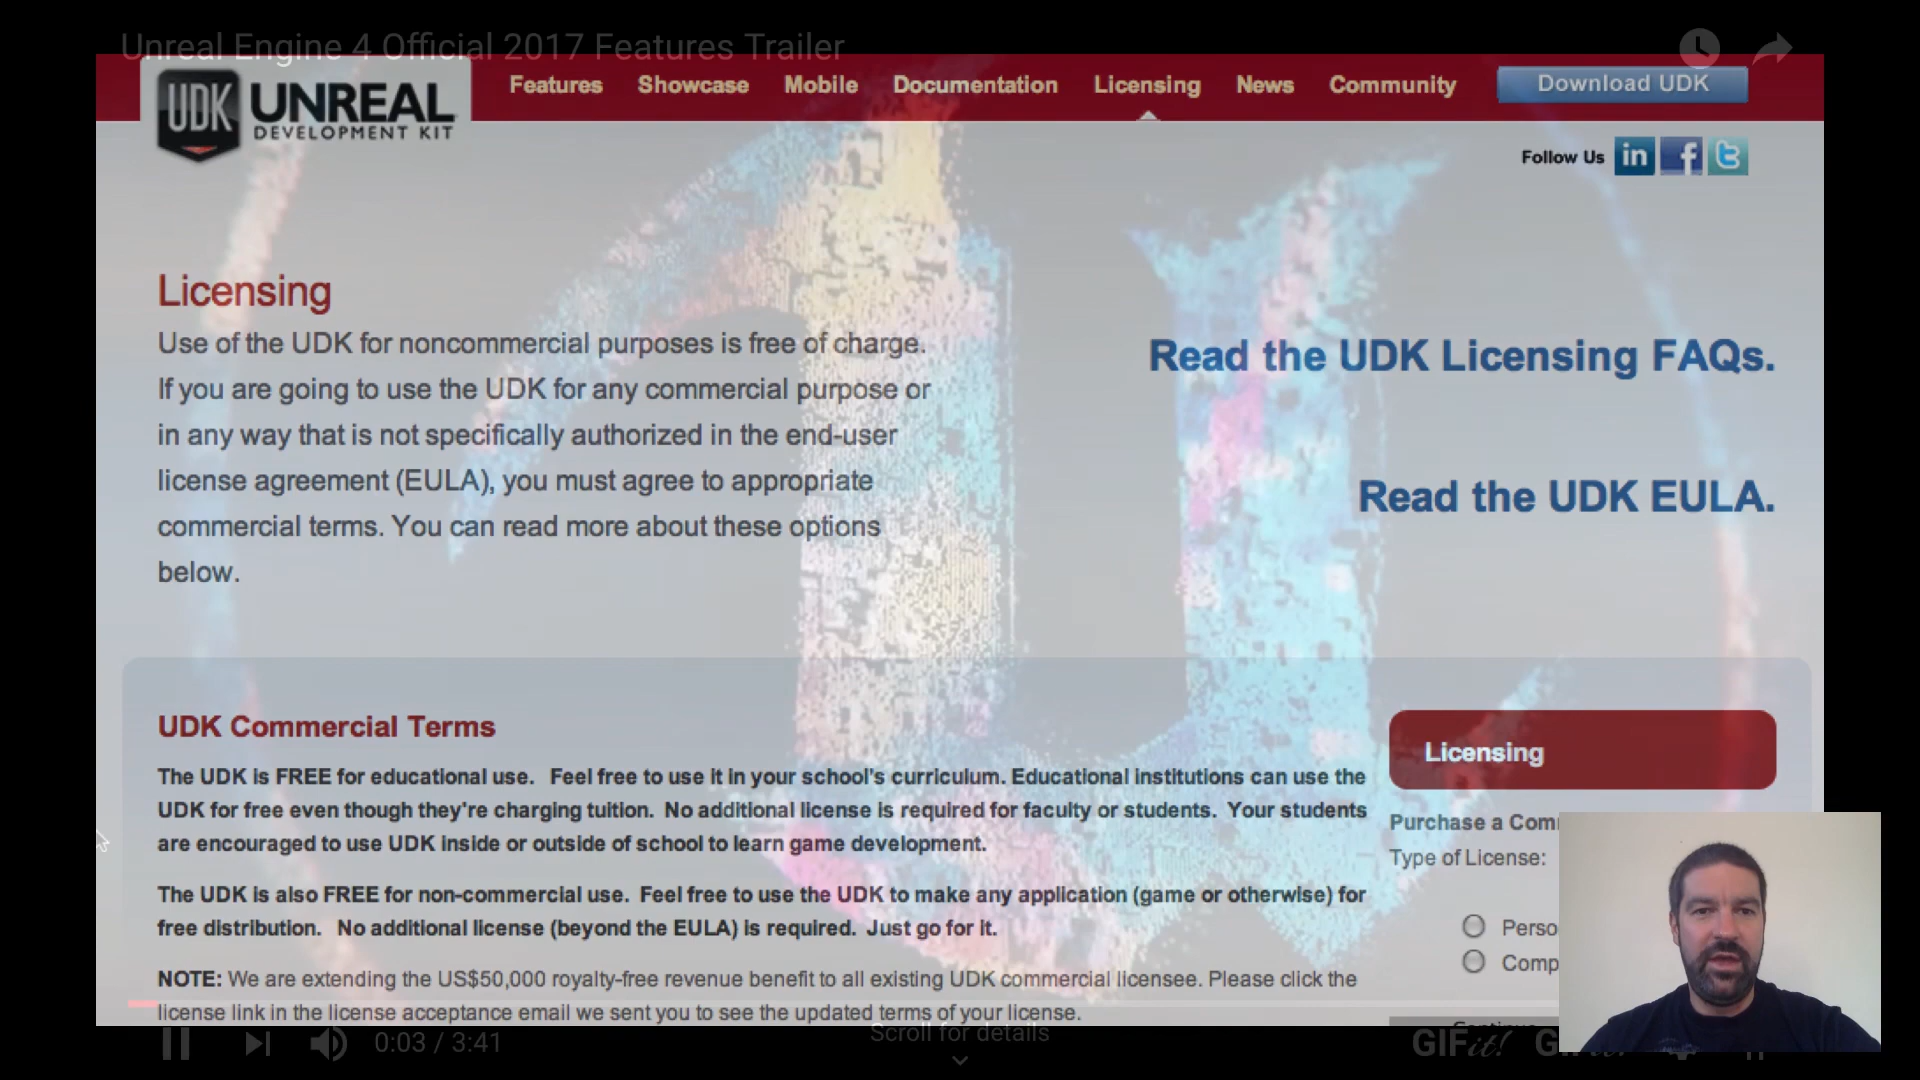 Unreal Engine 4 Official 2017 Features Trailer
UDK UNREAL
DEVELOPMENT KIT
Features Showcase Mobile Documentation Licensing News Community Download UDK
Follow Us in f t
Licensing
Use of the UDK for noncommercial purposes is free of charge.
If you are going to use the UDK for any commercial purpose or
in any way that is not specifically authorized in the end-user
license agreement (EULA), you must agree to appropriate
commercial terms. You can read more about these options
below.
Read the UDK Licensing FAQs.
Read the UDK EULA.
UDK Commercial Terms
The UDK is FREE for educational use. Feel free to use it in your school's curriculum. Educational institutions can use the
UDK for free even though they're charging tuition. No additional license is required for faculty or students. Your students
are encouraged to use UDK inside or outside of school to learn game development.
The UDK is also FREE for non-commercial use. Feel free to use the UDK to make any application (game or otherwise) for
free distribution. No additional license (beyond the EULA) is required. Just go for it.
NOTE: We are extending the US$50,000 royalty-free revenue benefit to all existing UDK commercial licensee. Please click the
license link in the license acceptance email we sent you to see the updated terms of your license.
Licensing
Purchase a Com
Type of License:
Perso
Comp
0:03 / 3:41
Scroll for details
GIFit!